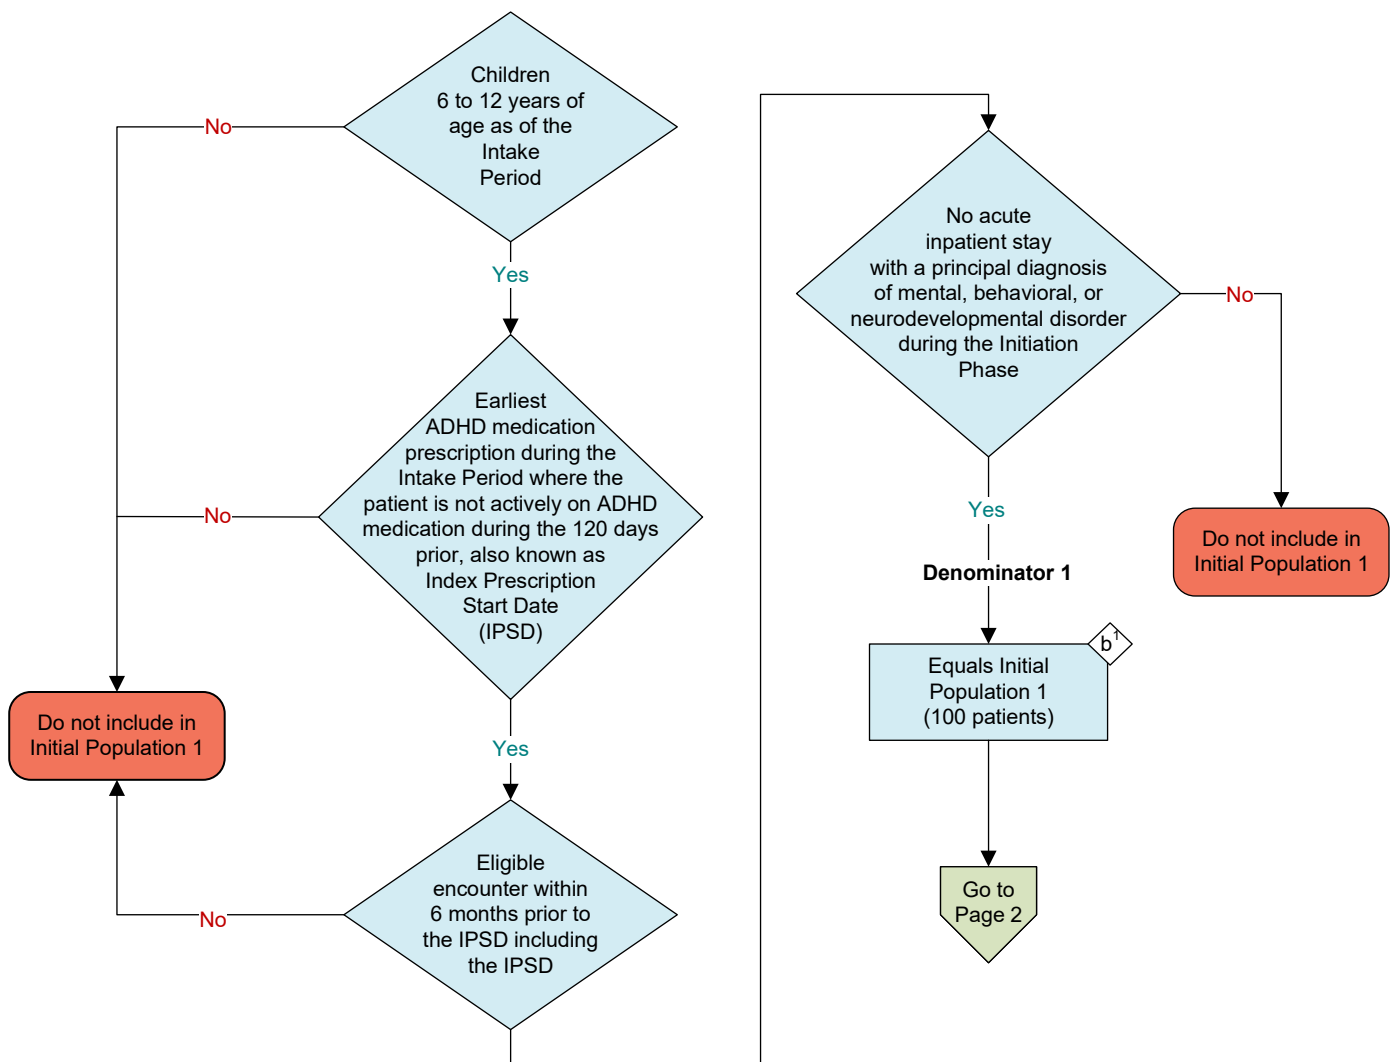 Children
6 to 12 years of
age as of the
Intake
Period
No
Yes
Earliest
ADHD medication
prescription during the
Intake Period where the
patient is not actively on ADHD
medication during the 120 days
prior, also known as
Index Prescription
Start Date
(IPSD)
No
Do not include in
Initial Population 1
Yes
Eligible
encounter within
6 months prior to
the IPSD including
the IPSD
No
No acute
inpatient stay
with a principal diagnosis
of mental, behavioral, or
neurodevelopmental disorder
during the Initiation
Phase
No
Do not include in
Initial Population 1
Yes
Denominator 1
b¹
Equals Initial
Population 1
(100 patients)
Go to
Page 2